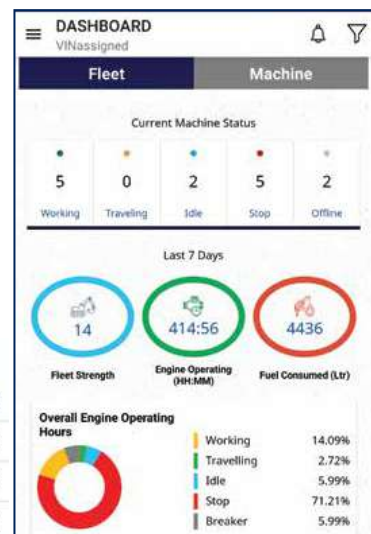 DASHBOARD
VINassigned
Fleet Machine
Current Machine Status
5 0 2 5 2
Working Traveling Idle Stop Offline
Last 7 Days
14 414:56 4436
Fleet Strength Engine Operating (HH:MM) Fuel Consumed (Ltr)
Overall Engine Operating
Hours
Working 14.09%
Travelling 2.72%
Idle 5.99%
Stop 71.21%
Breaker 5.99%